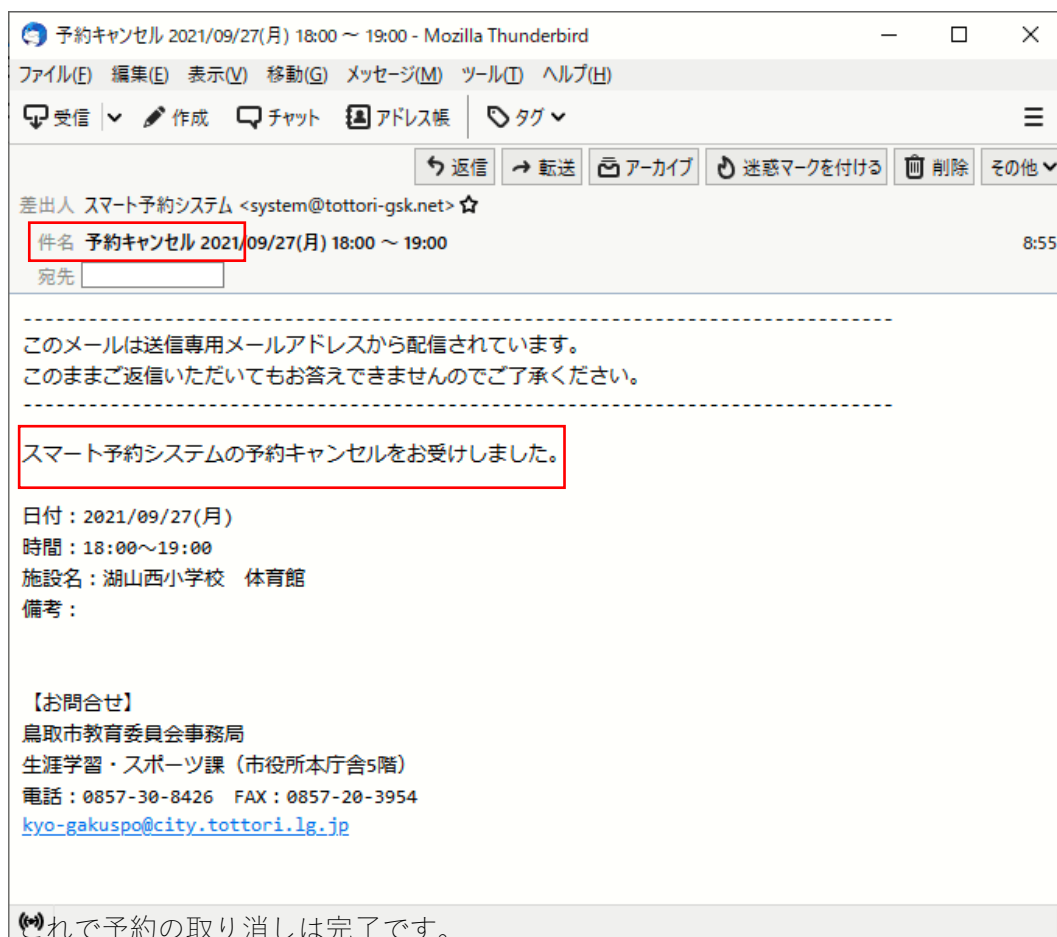 予約キャンセル 2021/09/27(月) 18:00 ～ 19:00 - Mozilla Thunderbird
ファイル(F) 編集(E) 表示(V) 移動(G) メッセージ(M) ツール(T) ヘルプ(H)
受信 作成 チャット アドレス帳 タグ
返信 転送 アーカイブ 迷惑マークを付ける 削除 その他
差出人 スマート予約システム <system@tottori-gsk.net>
件名 予約キャンセル 2021/09/27(月) 18:00 ～ 19:00 8:55
宛先
--------------------------------------------------------------------------------
このメールは送信専用メールアドレスから配信されています。
このままご返信いただいてもお答えできませんのでご了承ください。
--------------------------------------------------------------------------------
スマート予約システムの予約キャンセルをお受けしました。
日付：2021/09/27(月)
時間：18:00～19:00
施設名：湖山西小学校　体育館
備考：
【お問合せ】
鳥取市教育委員会事務局
生涯学習・スポーツ課（市役所本庁舎5階）
電話：0857-30-8426 FAX：0857-20-3954
kyo-gakuspo@city.tottori.lg.jp
れで予約の取り消しは完了です。